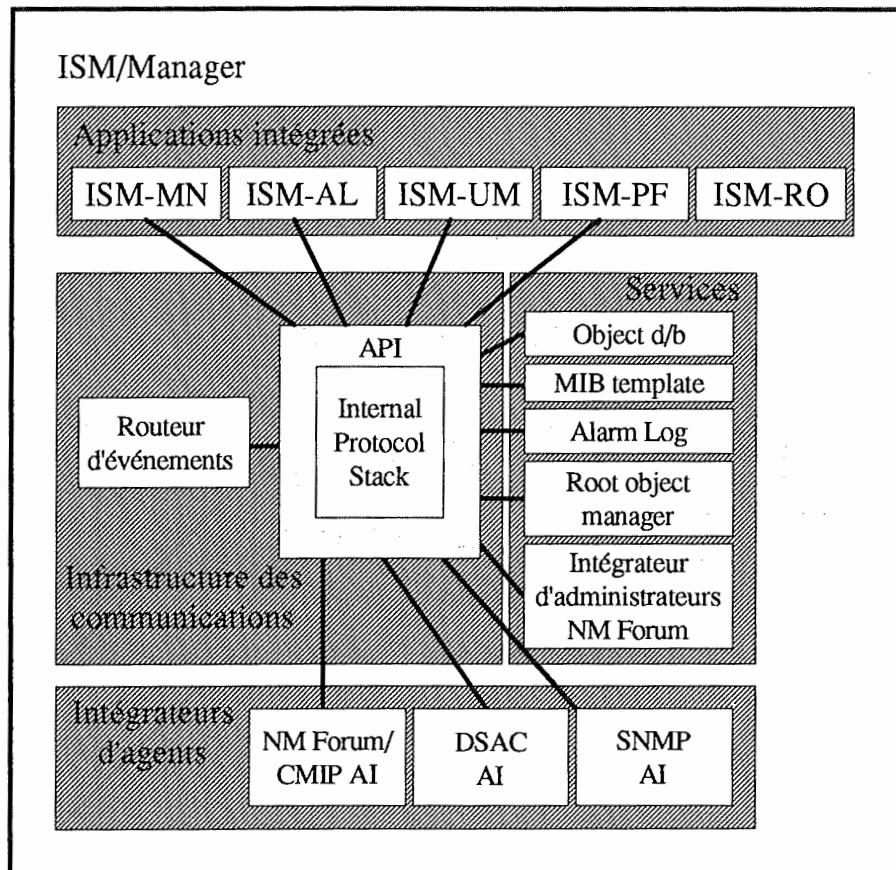 ISM/Manager
Applications intégrées
ISM-MN
ISM-AL
ISM-UM
ISM-PF
ISM-RO
Services
API
Internal
Protocol
Stack
Routeur
d'événements
Infrastructure des
communications
Object d/b
MIB template
Alarm Log
Root object
manager
Intégrateur
d'administrateurs
NM Forum
Intégrateurs
d'agents
NM Forum/
CMIP AI
DSAC
AI
SNMP
AI